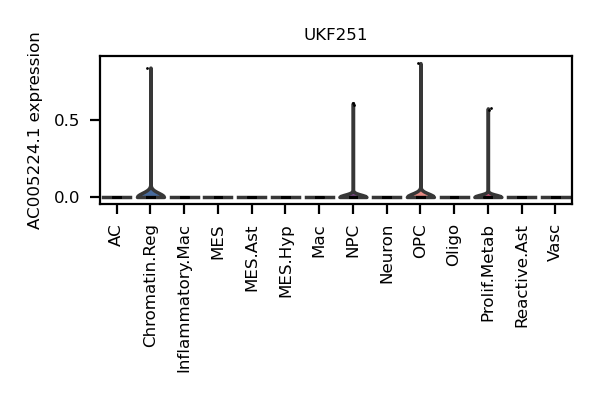 UKF251
AC005224.1 expression
0.5
0.0
AC
Chromatin.Reg
Inflammatory.Mac
MES
MES.Ast
MES.Hyp
Mac
NPC
Neuron
OPC
Oligo
Prolif.Metab
Reactive.Ast
Vasc